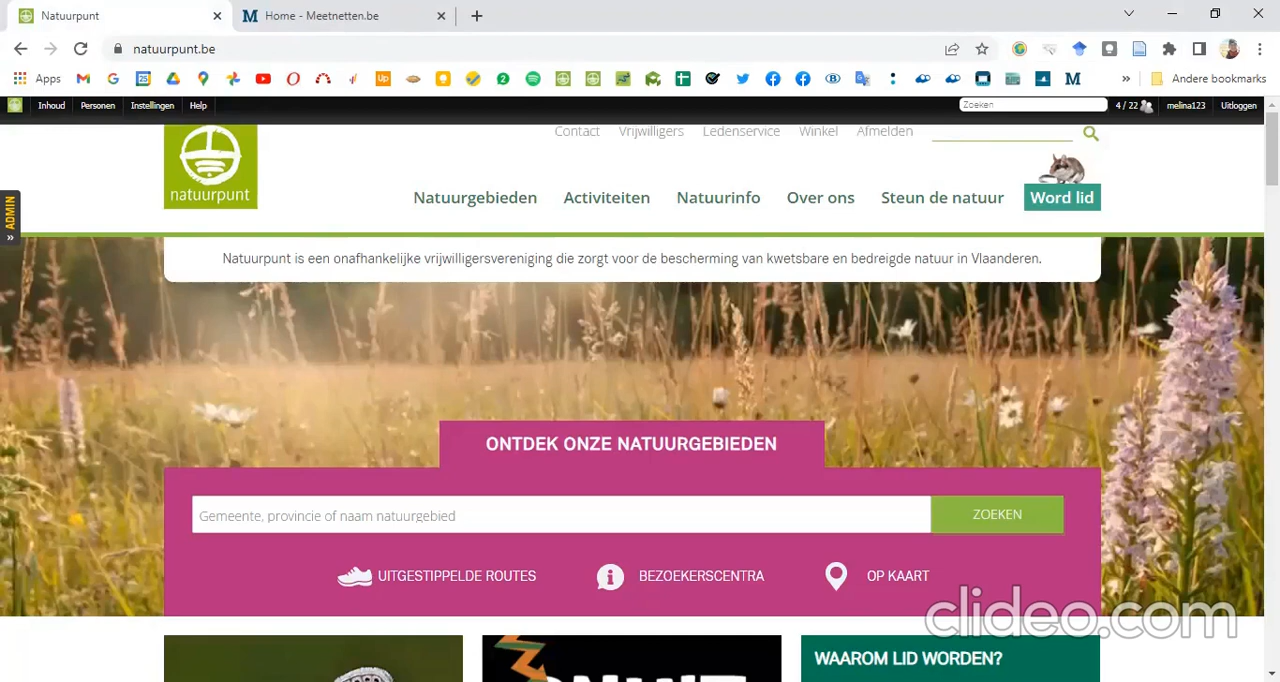 Natuurpunt
Home - Meetnetten.be
natuurpunt.be
Apps
Andere bookmarks
Inhoud Personen Instellingen Help
Zoeken
4 / 22
melina123
Uitloggen
Contact Vrijwilligers Ledenservice Winkel Afmelden
natuurpunt
ADMIN
Natuurgebieden Activiteiten Natuurinfo Over ons Steun de natuur Word lid
Natuurpunt is een onafhankelijke vrijwilligersvereniging die zorgt voor de bescherming van kwetsbare en bedreigde natuur in Vlaanderen.
ONTDEK ONZE NATUURGEBIEDEN
Gemeente, provincie of naam natuurgebied
ZOEKEN
UITGESTIPPELDE ROUTES BEZOEKERSCENTRA OP KAART
clideo.com
WAAROM LID WORDEN?